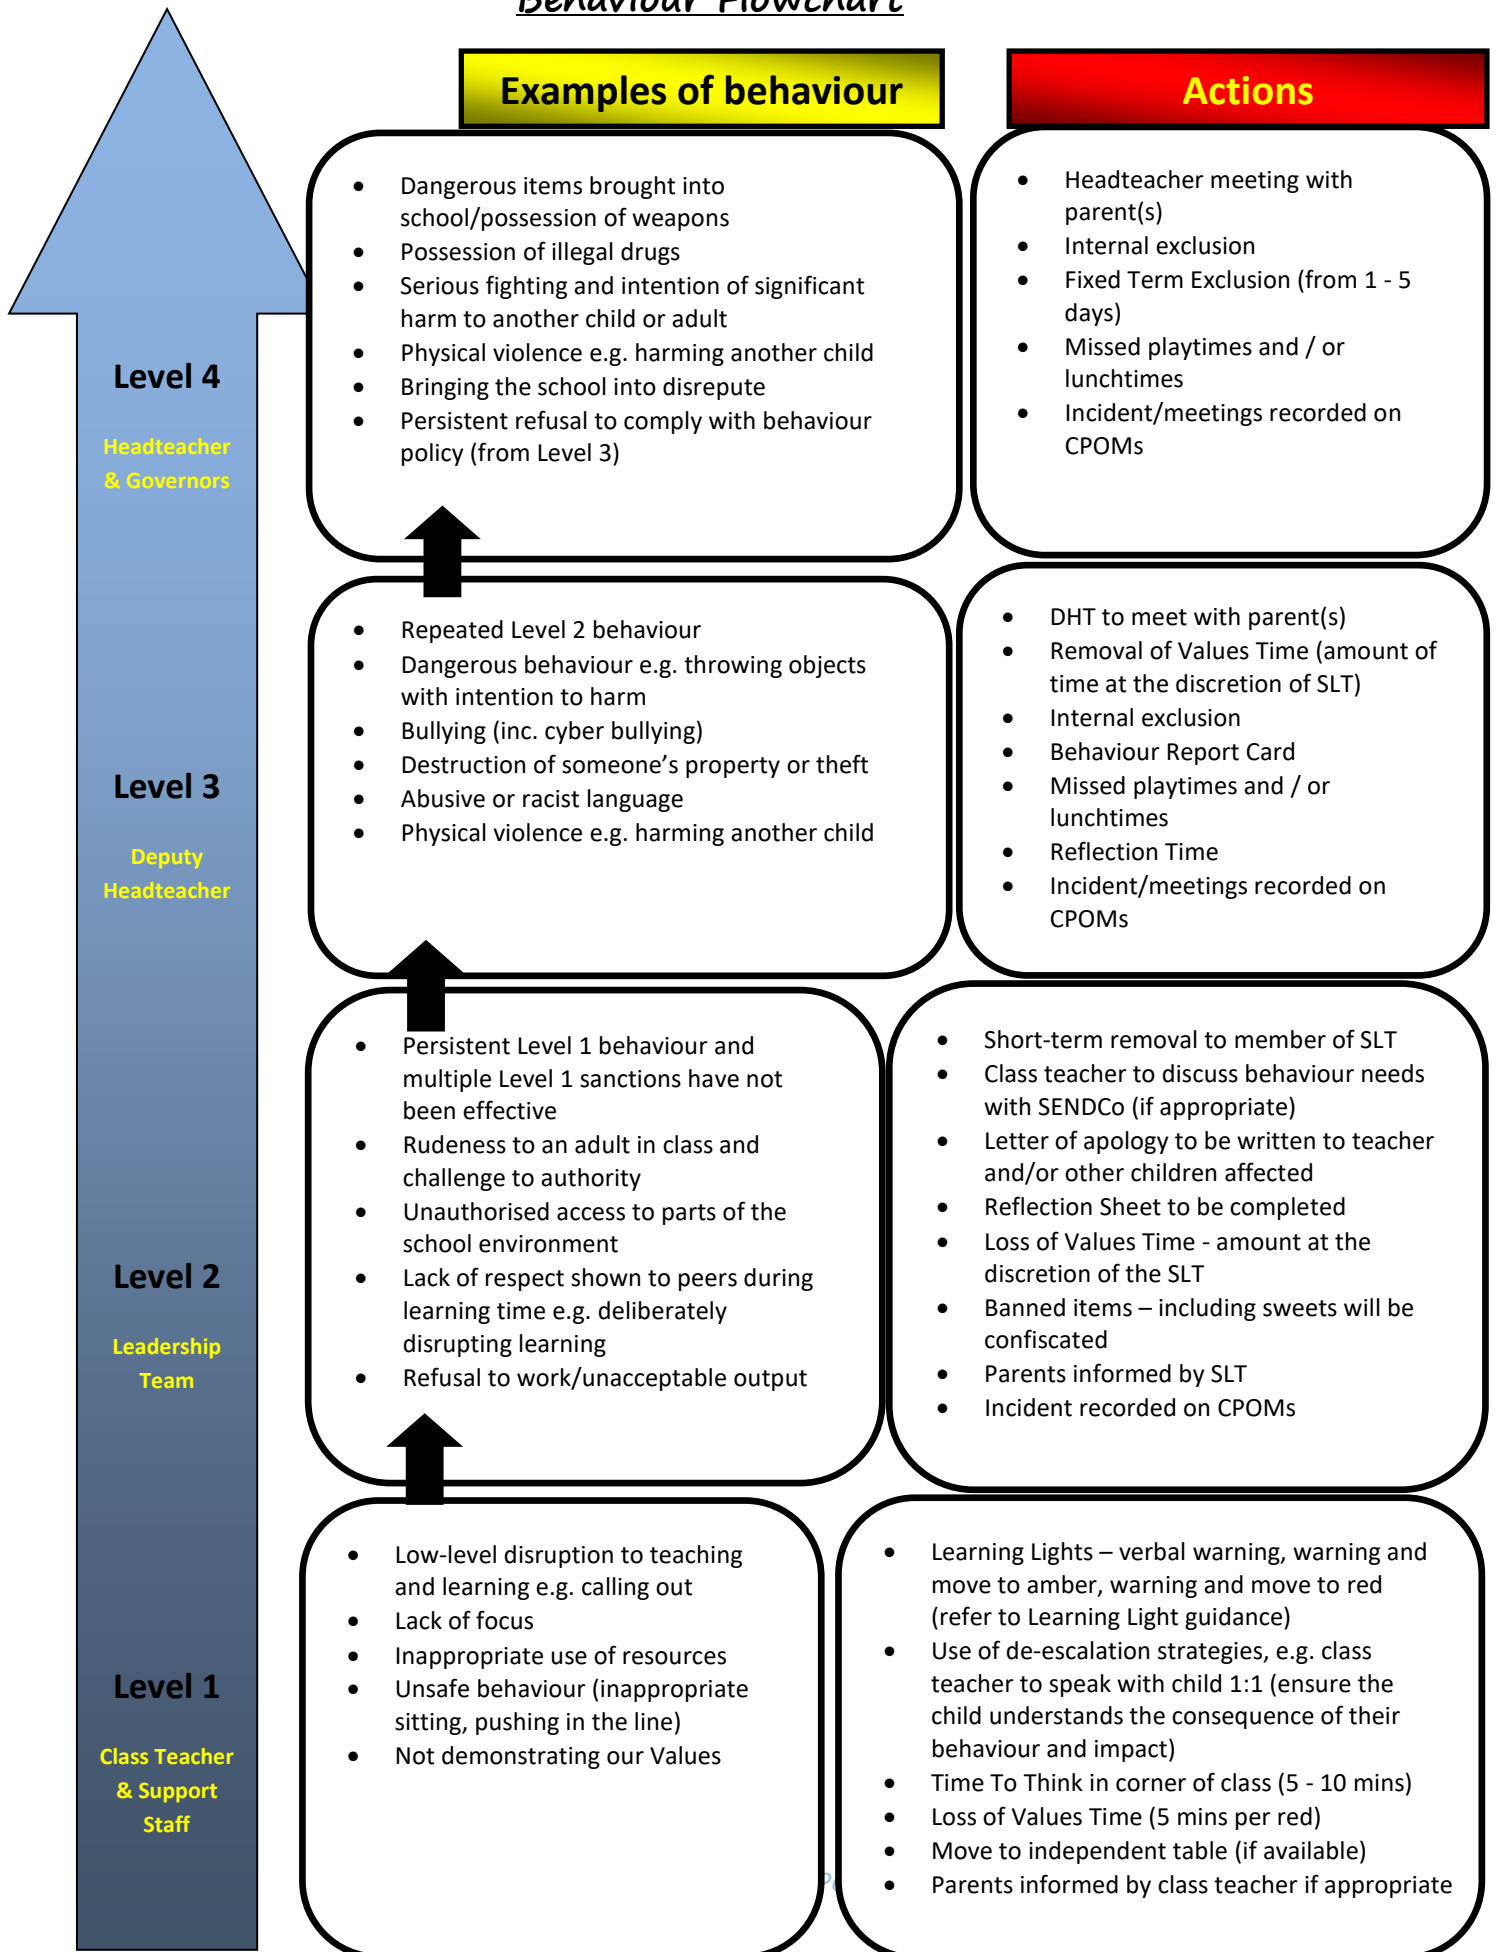 Behaviour Flowchart
Examples of behaviour
Actions
Level 4
Headteacher
& Governors
• Dangerous items brought into
school/possession of weapons
• Possession of illegal drugs
• Serious fighting and intention of significant
harm to another child or adult
• Physical violence e.g. harming another child
• Bringing the school into disrepute
• Persistent refusal to comply with behaviour
policy (from Level 3)
• Headteacher meeting with
parent(s)
• Internal exclusion
• Fixed Term Exclusion (from 1 - 5
days)
• Missed playtimes and / or
lunchtimes
• Incident/meetings recorded on
CPOMs
Level 3
Deputy
Headteacher
• Repeated Level 2 behaviour
• Dangerous behaviour e.g. throwing objects
with intention to harm
• Bullying (inc. cyber bullying)
• Destruction of someone’s property or theft
• Abusive or racist language
• Physical violence e.g. harming another child
• DHT to meet with parent(s)
• Removal of Values Time (amount of
time at the discretion of SLT)
• Internal exclusion
• Behaviour Report Card
• Missed playtimes and / or
lunchtimes
• Reflection Time
• Incident/meetings recorded on
CPOMs
Level 2
Leadership
Team
• Persistent Level 1 behaviour and
multiple Level 1 sanctions have not
been effective
• Rudeness to an adult in class and
challenge to authority
• Unauthorised access to parts of the
school environment
• Lack of respect shown to peers during
learning time e.g. deliberately
disrupting learning
• Refusal to work/unacceptable output
• Short-term removal to member of SLT
• Class teacher to discuss behaviour needs
with SENDCo (if appropriate)
• Letter of apology to be written to teacher
and/or other children affected
• Reflection Sheet to be completed
• Loss of Values Time - amount at the
discretion of the SLT
• Banned items – including sweets will be
confiscated
• Parents informed by SLT
• Incident recorded on CPOMs
Level 1
Class Teacher
& Support
Staff
• Low-level disruption to teaching
and learning e.g. calling out
• Lack of focus
• Inappropriate use of resources
• Unsafe behaviour (inappropriate
sitting, pushing in the line)
• Not demonstrating our Values
• Learning Lights – verbal warning, warning and
move to amber, warning and move to red
(refer to Learning Light guidance)
• Use of de-escalation strategies, e.g. class
teacher to speak with child 1:1 (ensure the
child understands the consequence of their
behaviour and impact)
• Time To Think in corner of class (5 - 10 mins)
• Loss of Values Time (5 mins per red)
• Move to independent table (if available)
• Parents informed by class teacher if appropriate